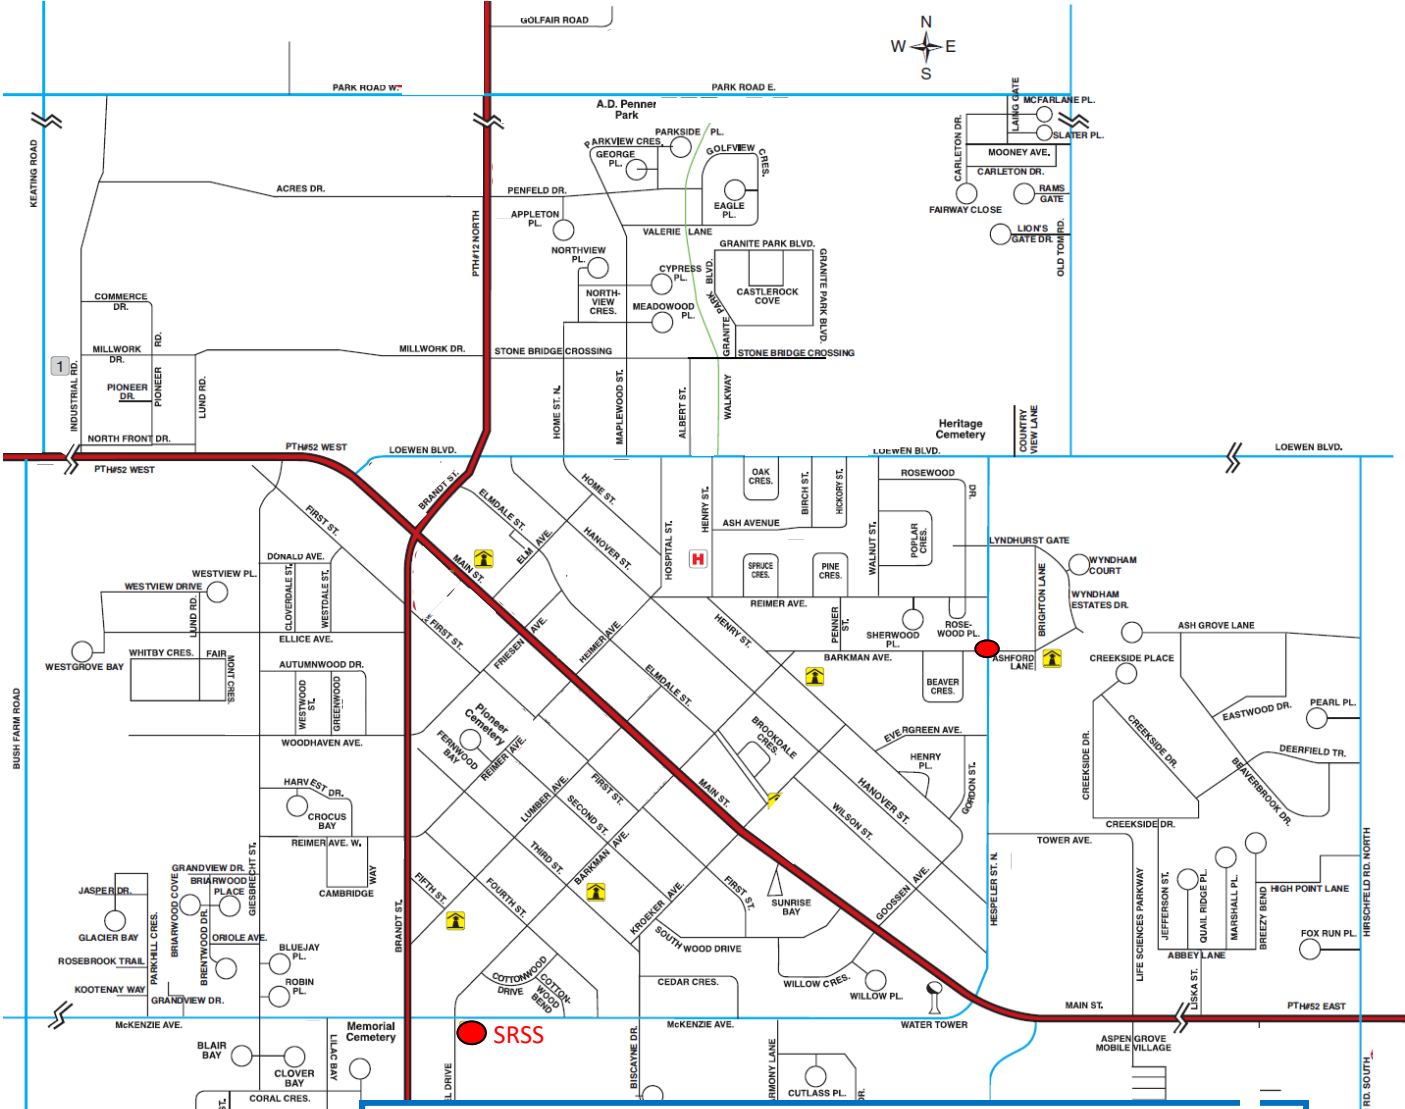 GOLFAIR ROAD
N
W E
S
PARK ROAD W.
PARK ROAD E.
A.D. Penner
Park
LAING GATE
MCFARLANE PL.
SLATER PL.
CARLETON DR.
MOONEY AVE.
CARLETON DR.
RAMS
GATE
FAIRWAY CLOSE
LION'S
GATE DR.
OLD TOM RD.
KEATING ROAD
PARKSIDE PL.
PARKVIEW CRES.
GEORGE
PL.
GOLFVIEW
CRES.
EAGLE
PL.
ACRES DR.
PENFELD DR.
APPLETON
PL.
VALERIE LANE
PTH#12 NORTH
NORTHVIEW
PL.
NORTH-
VIEW
CRES.
CYPRESS
PL.
MEADOWOOD
PL.
GRANITE PARK BLVD.
GRANITE PARK BLVD.
GRANITE PARK BLVD.
CASTLEROCK
COVE
COMMERCE
DR.
MILLWORK
DR.
PIONEER RD.
PIONEER
DR.
MILLWORK DR.
STONE BRIDGE CROSSING
STONE BRIDGE CROSSING
1
INDUSTRIAL RD.
LUND RD.
HOME ST. N.
MAPLEWOOD ST.
ALBERT ST.
WALKWAY
NORTH FRONT DR.
Heritage
Cemetery
COUNTRY
VIEW LANE
PTH#52 WEST
PTH#52 WEST
LOEWEN BLVD.
LOEWEN BLVD.
LOEWEN BLVD.
BRANDT ST.
ELMDALE ST.
HOME ST.
HANOVER ST.
ELM AVE.
FIRST ST.
MAIN ST.
HOSPITAL ST.
HENRY ST.
OAK
CRES.
BIRCH ST.
HICKORY ST.
ROSEWOOD
DR.
ASH AVENUE
WALNUT ST.
POPLAR
CRES.
H
SPRUCE
CRES.
PINE
CRES.
REIMER AVE.
LYNDHURST GATE
WYNDHAM
COURT
WYNDHAM
ESTATES DR.
BRIGHTON LANE
DONALD AVE.
WESTVIEW PL.
WESTVIEW DRIVE
CLOVERDALE ST.
WESTDALE ST.
LUND RD.
ELLICE AVE.
WESTGROVE BAY
WHITBY CRES.
FAIR
MONT CRES.
FIRST ST.
FRIESEN AVE.
REIMER AVE.
HENRY ST.
PENNER
ST.
SHERWOOD
PL.
ROSE-
WOOD PL.
BARKMAN AVE.
BEAVER
CRES.
ASHFORD
LANE
ASH GROVE LANE
CREEKSIDE PLACE
AUTUMNWOOD DR.
WESTWOOD
ST.
GREENWOOD
WOODHAVEN AVE.
BUSH FARM ROAD
Pioneer
Cemetery
FERNWOOD
BAY
REIMER AVE.
ELMDALE ST.
BROOKDALE
CRES.
EVERGREEN AVE.
HENRY
PL.
GORDON ST.
HANOVER ST.
WILSON ST.
MAIN ST.
CREEKSIDE DR.
CREEKSIDE DR.
CREEKSIDE DR.
EASTWOOD DR.
PEARL PL.
DEERFIELD TR.
BEAVERBROOK DR.
HARVEST DR.
CROCUS
BAY
REIMER AVE. W.
CAMBRIDGE
WAY
LUMBER AVE.
FIRST ST.
SECOND ST.
THIRD ST.
BARKMAN AVE.
FOURTH ST.
FIFTH ST.
KROEKER AVE.
FIRST ST.
SUNRISE
BAY
GOOSSEN AVE.
HESPELER ST. N.
TOWER AVE.
LIFE SCIENCES PARKWAY
JEFFERSON ST.
QUAIL RIDGE PL.
MARSHALL PL.
BREEZY BEND
HIGH POINT LANE
FOX RUN PL.
ABBEY LANE
LISKA ST.
HIRSCHFELD RD. NORTH
GRANDVIEW DR.
BRIARWOOD
PLACE
BRIARWOOD COVE
GIESBRECHT ST.
JASPER DR.
GLACIER BAY
PARKHILL CRES.
BRENTWOOD DR.
ORIOLE AVE.
BLUEJAY
PL.
ROBIN
PL.
ROSEBROOK TRAIL
KOOTENAY WAY
GRANDVIEW DR.
BRANDT ST.
SOUTH WOOD DRIVE
COTTONWOOD
DRIVE
COTTON-
WOOD
BEND
CEDAR CRES.
WILLOW CRES.
WILLOW PL.
WATER TOWER
MAIN ST.
PTH#52 EAST
McKENZIE AVE.
McKENZIE AVE.
Memorial
Cemetery
SRSS
BLAIR
BAY
CLOVER
BAY
LILAC BAY
CORAL CRES.
BISCAYNE DR.
CUTLASS PL.
ASPEN GROVE
MOBILE VILLAGE
RD. SOUTH